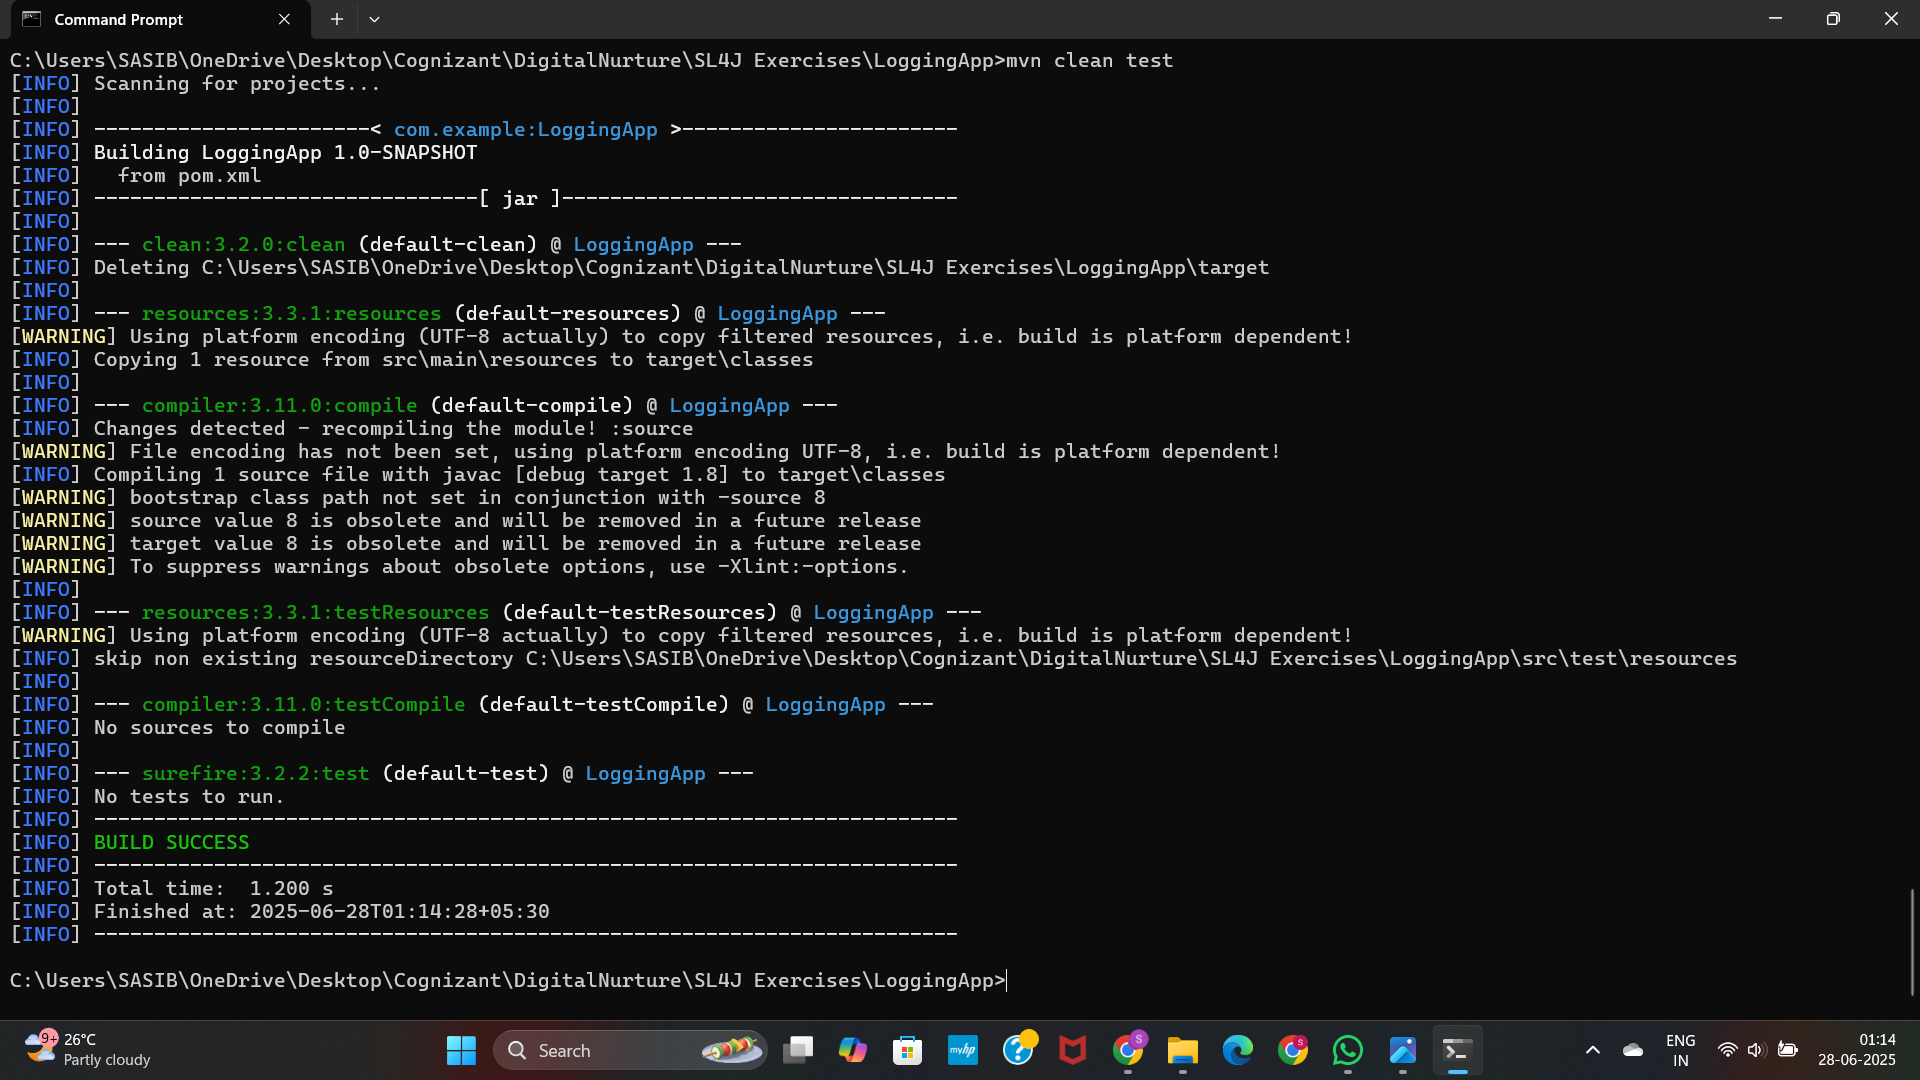 Command Prompt
C:\Users\SASIB\OneDrive\Desktop\Cognizant\DigitalNurture\SL4J Exercises\LoggingApp>mvn clean test
[INFO] Scanning for projects...
[INFO]
[INFO] -----------------------< com.example:LoggingApp >-----------------------
[INFO] Building LoggingApp 1.0-SNAPSHOT
[INFO]   from pom.xml
[INFO] --------------------------------[ jar ]---------------------------------
[INFO]
[INFO] --- clean:3.2.0:clean (default-clean) @ LoggingApp ---
[INFO] Deleting C:\Users\SASIB\OneDrive\Desktop\Cognizant\DigitalNurture\SL4J Exercises\LoggingApp\target
[INFO]
[INFO] --- resources:3.3.1:resources (default-resources) @ LoggingApp ---
[WARNING] Using platform encoding (UTF-8 actually) to copy filtered resources, i.e. build is platform dependent!
[INFO] Copying 1 resource from src\main\resources to target\classes
[INFO]
[INFO] --- compiler:3.11.0:compile (default-compile) @ LoggingApp ---
[INFO] Changes detected - recompiling the module! :source
[WARNING] File encoding has not been set, using platform encoding UTF-8, i.e. build is platform dependent!
[INFO] Compiling 1 source file with javac [debug target 1.8] to target\classes
[WARNING] bootstrap class path not set in conjunction with -source 8
[WARNING] source value 8 is obsolete and will be removed in a future release
[WARNING] target value 8 is obsolete and will be removed in a future release
[WARNING] To suppress warnings about obsolete options, use -Xlint:-options.
[INFO]
[INFO] --- resources:3.3.1:testResources (default-testResources) @ LoggingApp ---
[WARNING] Using platform encoding (UTF-8 actually) to copy filtered resources, i.e. build is platform dependent!
[INFO] skip non existing resourceDirectory C:\Users\SASIB\OneDrive\Desktop\Cognizant\DigitalNurture\SL4J Exercises\LoggingApp\src\test\resources
[INFO]
[INFO] --- compiler:3.11.0:testCompile (default-testCompile) @ LoggingApp ---
[INFO] No sources to compile
[INFO]
[INFO] --- surefire:3.2.2:test (default-test) @ LoggingApp ---
[INFO] No tests to run.
[INFO] ------------------------------------------------------------------------
[INFO] BUILD SUCCESS
[INFO] ------------------------------------------------------------------------
[INFO] Total time:  1.200 s
[INFO] Finished at: 2025-06-28T01:14:28+05:30
[INFO] ------------------------------------------------------------------------
C:\Users\SASIB\OneDrive\Desktop\Cognizant\DigitalNurture\SL4J Exercises\LoggingApp>
9+
26°C
Partly cloudy
Search
myhp
S
S
ENG
IN
01:14
28-06-2025